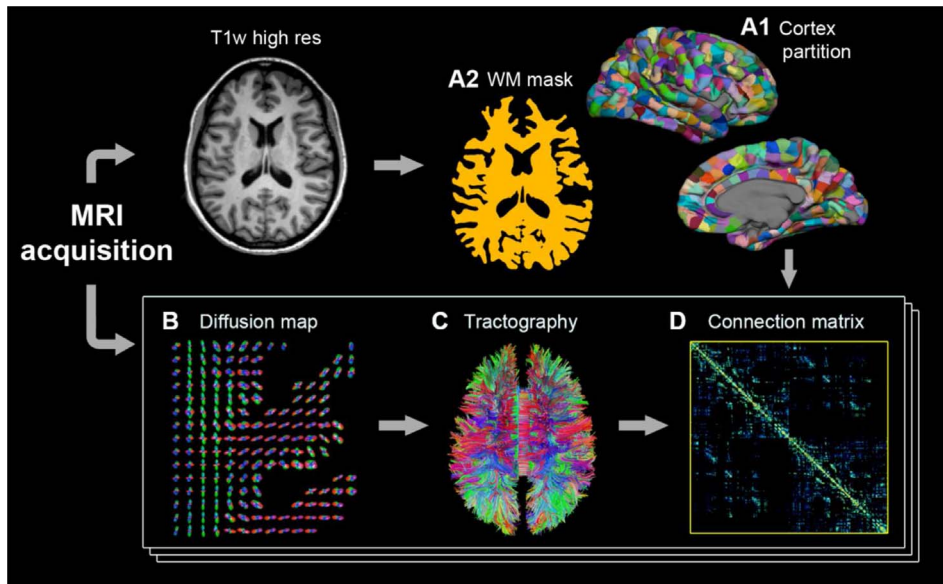 T1w high res
A2 WM mask
A1 Cortex
partition
MRI
acquisition
B Diffusion map
C Tractography
D Connection matrix